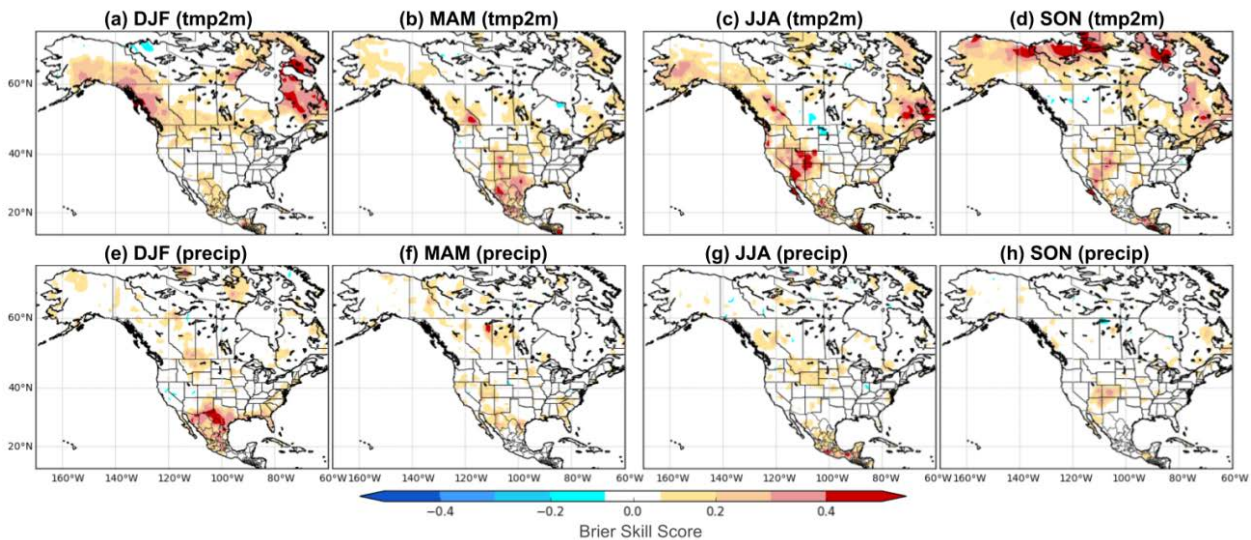 (a) DJF (tmp2m) (b) MAM (tmp2m) (c) JJA (tmp2m) (d) SON (tmp2m)
60°N
40°N
20°N
(e) DJF (precip) (f) MAM (precip) (g) JJA (precip) (h) SON (precip)
60°N
40°N
20°N
160°W 140°W 120°W 100°W 80°W 60°W 160°W 140°W 120°W 100°W 80°W 60°W 160°W 140°W 120°W 100°W 80°W 60°W 160°W 140°W 120°W 100°W 80°W 60°W
−0.4 −0.2 0.0 0.2 0.4
Brier Skill Score